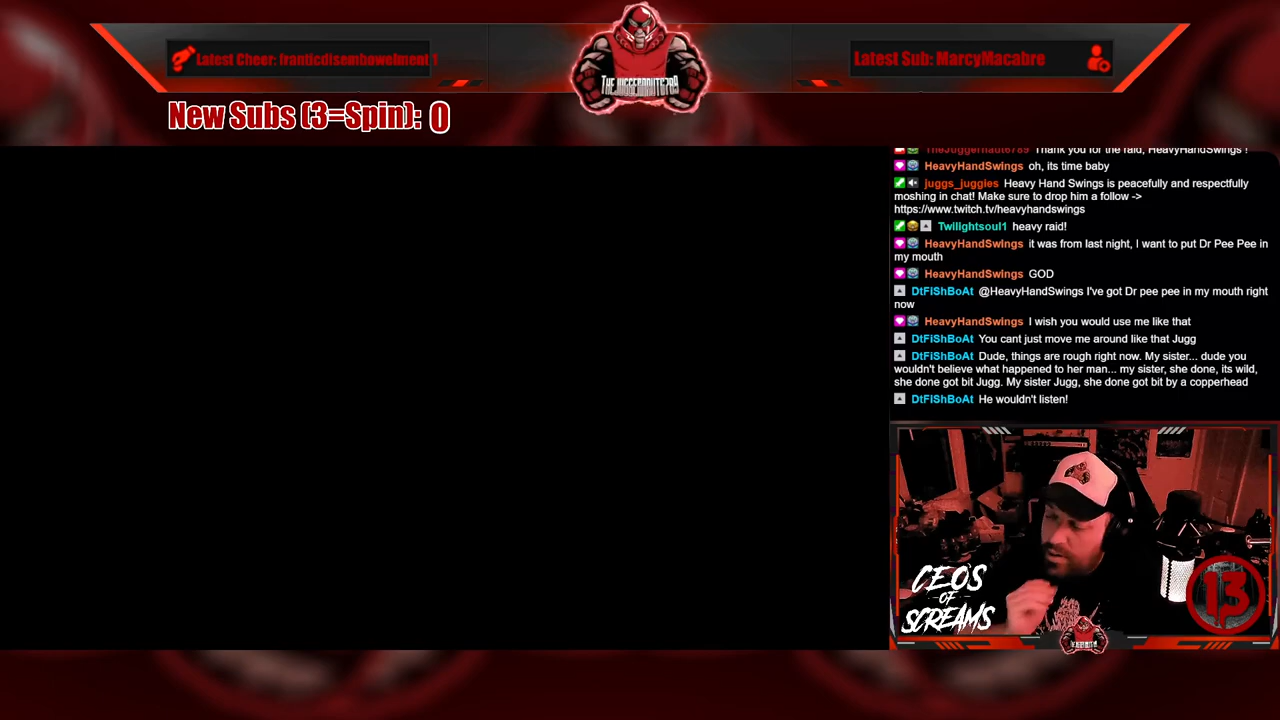 Latest Cheer: franticdisembowelment 1
THEJUGGERNAUT6789
Latest Sub: MarcyMacabre
New Subs (3=Spin): 0
TheJuggernaut6789 Thank you for the raid, HeavyHandSwings !
HeavyHandSwings oh, its time baby
juggs_juggies Heavy Hand Swings is peacefully and respectfully
moshing in chat! Make sure to drop him a follow ->
https://www.twitch.tv/heavyhandswings
Twilightsoul1 heavy raid!
HeavyHandSwings it was from last night, I want to put Dr Pee Pee in
my mouth
HeavyHandSwings GOD
DtFiShBoAt @HeavyHandSwings I've got Dr pee pee in my mouth right
now
HeavyHandSwings I wish you would use me like that
DtFiShBoAt You cant just move me around like that Jugg
DtFiShBoAt Dude, things are rough right now. My sister... dude you
wouldn't believe what happened to her man... my sister, she done, its wild,
she done got bit Jugg. My sister Jugg, she done got bit by a copperhead
DtFiShBoAt He wouldn't listen!
CEOS
OF
SCREAMS
13